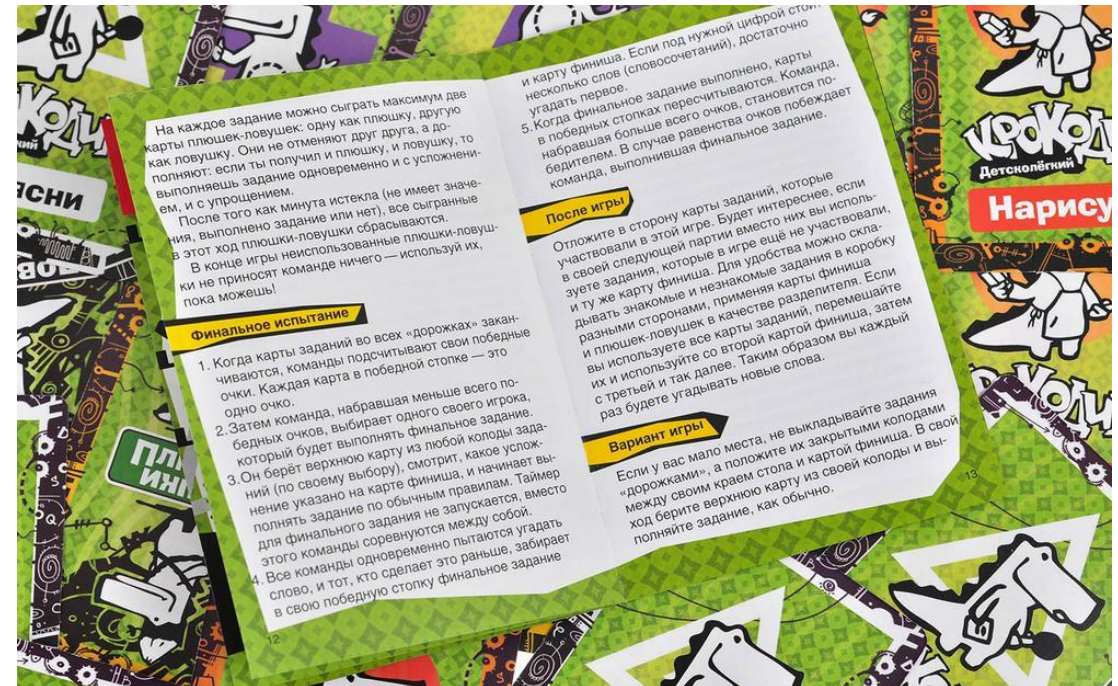 На каждое задание можно сыграть максимум две
карты плюшек-ловушек: одну как плюшку, другую
как ловушку. Они не отменяют друг друга, а до-
полняют: если ты получил и плюшку, и ловушку, то
выполняешь задание одновременно и с усложнени-
ем, и с упрощением.
После того как минута истекла (не имеет значе-
ния, выполнено задание или нет), все сыгранные
в этот ход плюшки-ловушки сбрасываются.
В конце игры неиспользованные плюшки-ловуш-
ки не приносят команде ничего — используй их,
пока можешь!
Финальное испытание
1. Когда карты заданий во всех «дорожках» закан-
чиваются, команды подсчитывают свои победные
очки. Каждая карта в победной стопке — это
одно очко.
2. Затем команда, набравшая меньше всего по-
бедных очков, выбирает одного своего игрока,
который будет выполнять финальное задание.
3. Он берёт верхнюю карту из любой колоды зада-
ний (по своему выбору), смотрит, какое услож-
нение указано на карте финиша, и начинает вы-
полнять задание по обычным правилам. Таймер
для финального задания не запускается, вместо
этого команды соревнуются между собой.
4. Все команды одновременно пытаются угадать
слово, и тот, кто сделает это раньше, забирает
в свою победную стопку финальное задание
12
и карту финиша. Если под нужной цифрой стоит
несколько слов (словосочетаний), достаточно
угадать первое.
5. Когда финальное задание выполнено, карты
в победных стопках пересчитываются. Команда,
набравшая больше всего очков, становится по-
бедителем. В случае равенства очков побеждает
команда, выполнившая финальное задание.
После игры
Отложите в сторону карты заданий, которые
участвовали в этой игре. Будет интереснее, если
в своей следующей партии вместо них вы исполь-
зуете задания, которые в игре ещё не участвовали,
и ту же карту финиша. Для удобства можно скла-
дывать знакомые и незнакомые задания в коробку
разными сторонами, применяя карты финиша
и плюшек-ловушек в качестве разделителя. Если
вы используете все карты заданий, перемешайте
их и используйте со второй картой финиша, затем
с третьей и так далее. Таким образом вы каждый
раз будете угадывать новые слова.
Вариант игры
Если у вас мало места, не выкладывайте задания
«дорожками», а положите их закрытыми колодами
между своим краем стола и картой финиша. В свой
ход берите верхнюю карту из своей колоды и вы-
полняйте задание, как обычно.
13
Крокод
Детсколёгкий
Нарису